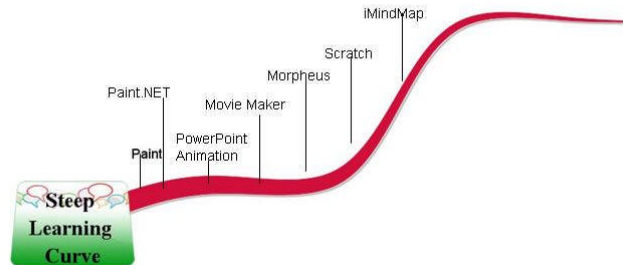 iMindMap
Scratch
Morpheus
Paint.NET
Movie Maker
Paint
PowerPoint
Animation
Steep
Learning
Curve